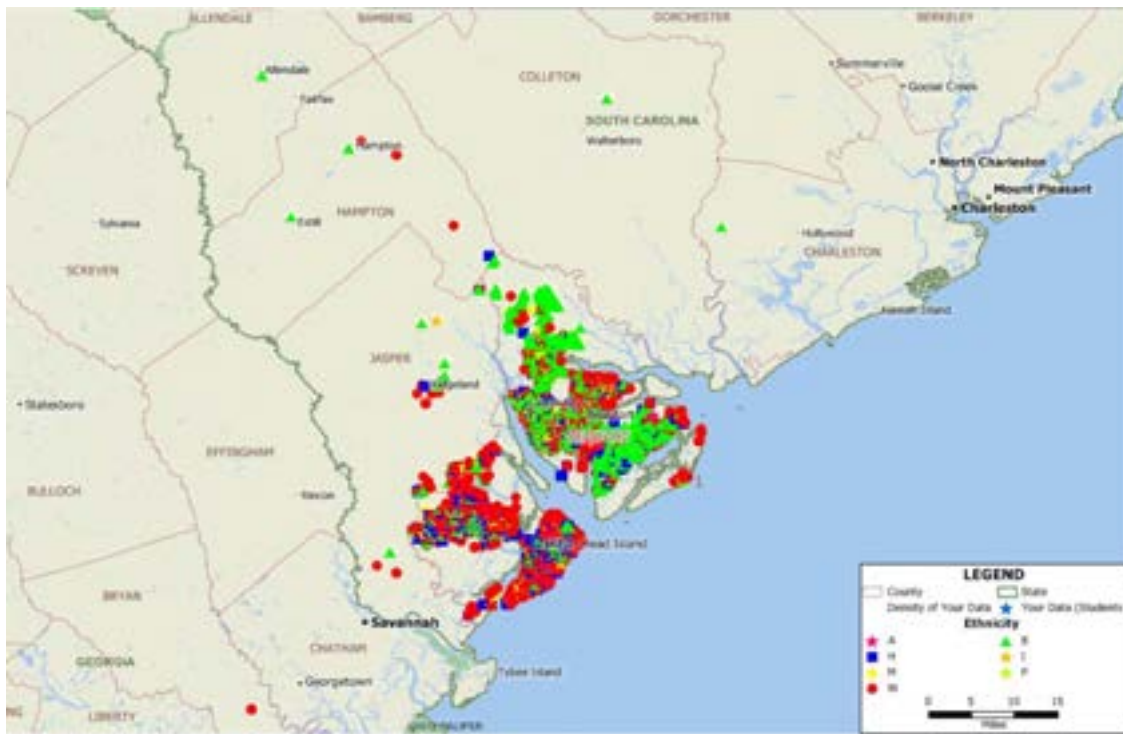 ALLENDALE
BAMBERG
DORCHESTER
BERKELEY
Allendale
Fairfax
COLLETON
Summerville
Goose Creek
SOUTH CAROLINA
Walterboro
Hampton
North Charleston
Mount Pleasant
Charleston
Estill
HAMPTON
Sylvania
SCREVEN
Hollywood
CHARLESTON
Kiawah Island
JASPER
Ridgeland
Statesboro
EFFINGHAM
BULLOCH
Rincon
BRYAN
Savannah
CHATHAM
GEORGIA
Georgetown
Tybee Island
LIBERTY
LEGEND
County
State
Density of Your Data
Your Data (Students
Ethnicity
A
B
H
I
M
P
W
0 5 10 15
Miles